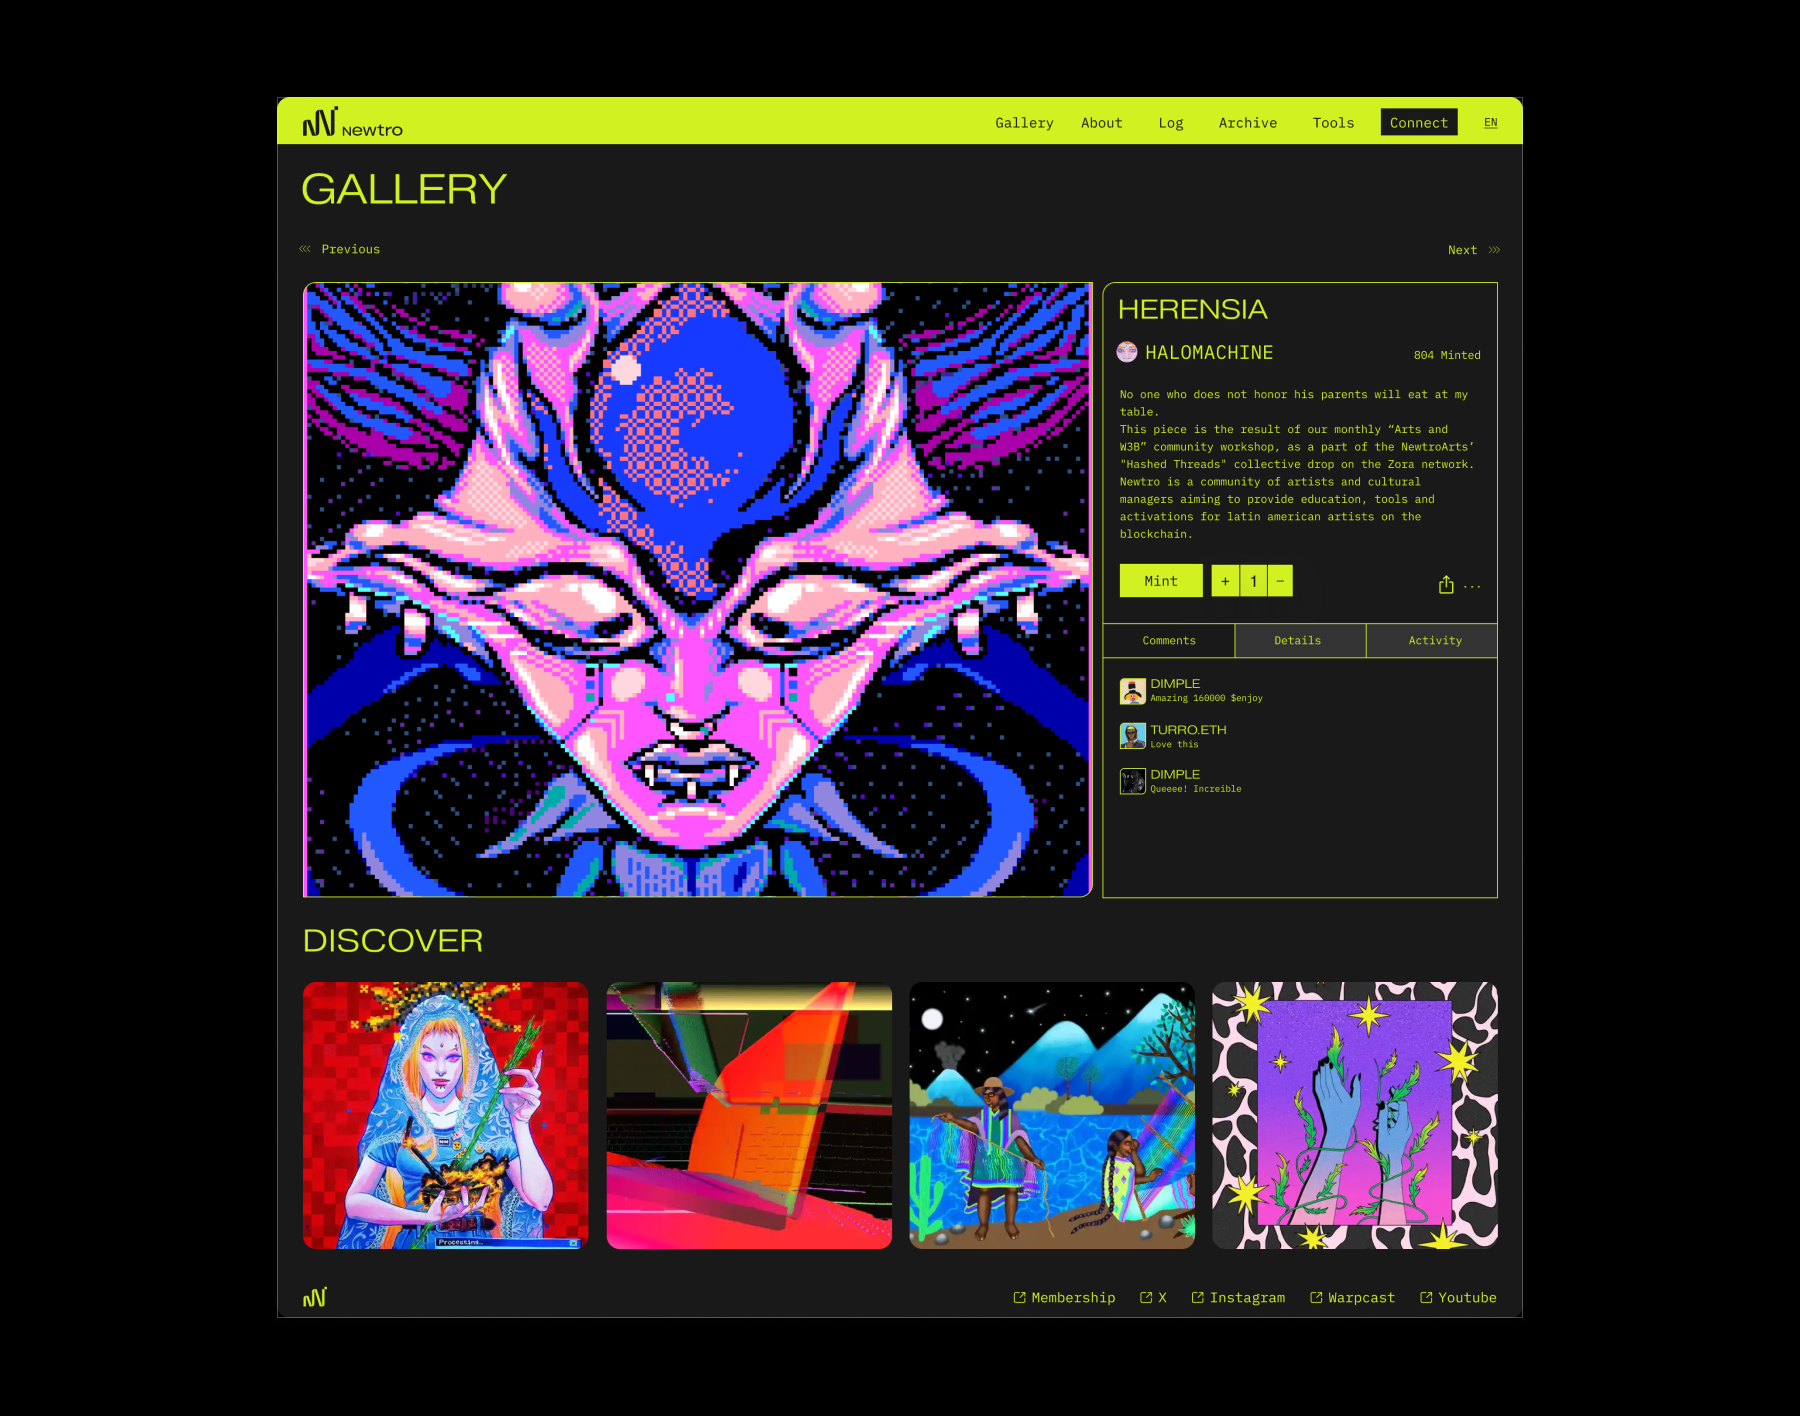 Newtro
Gallery About Log Archive Tools Connect EN
GALLERY
Previous
Next
HERENSIA
HALOMACHINE
804 Minted
No one who does not honor his parents will eat at my
table.
This piece is the result of our monthly “Arts and
W3B” community workshop, as a part of the NewtroArts’
"Hashed Threads" collective drop on the Zora network.
Newtro is a community of artists and cultural
managers aiming to provide education, tools and
activations for latin american artists on the
blockchain.
Mint + 1 −
...
Comments Details Activity
DIMPLE
Amazing 160000 $enjoy
TURRO.ETH
Love this
DIMPLE
Queeee! Increible
DISCOVER
Processing…
Membership X Instagram Warpcast Youtube